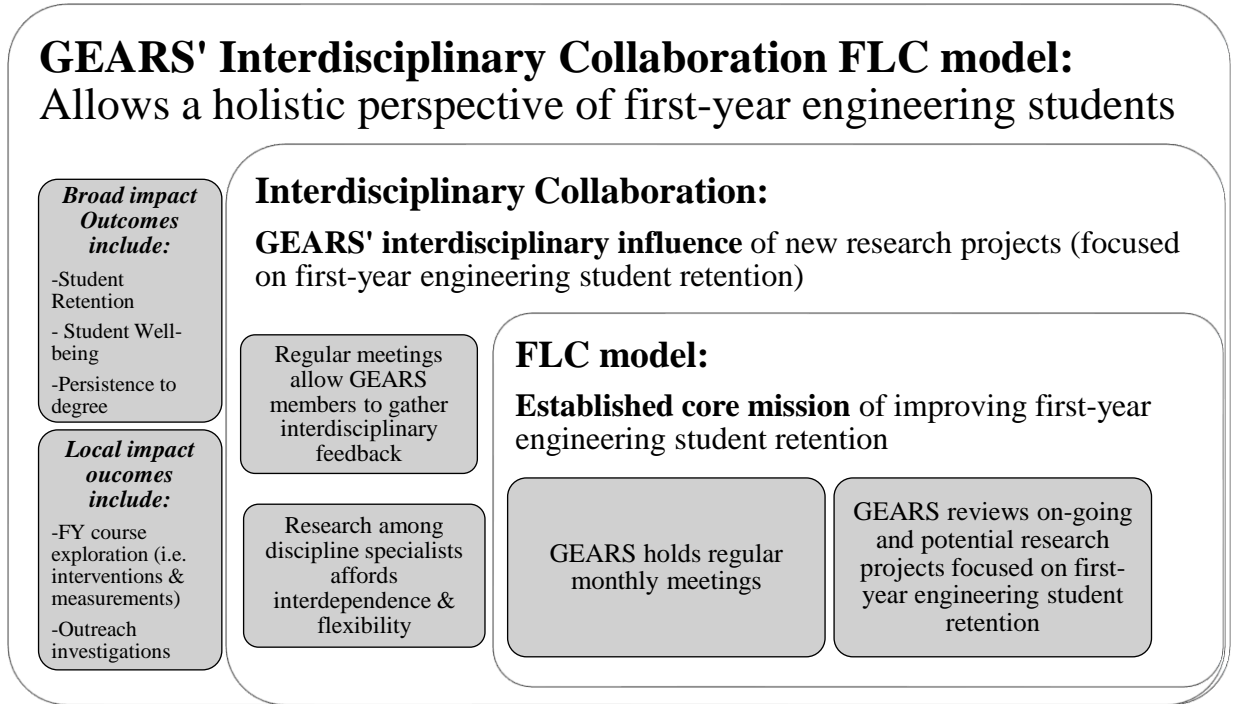 GEARS' Interdisciplinary Collaboration FLC model:
Allows a holistic perspective of first-year engineering students
Broad impact
Outcomes
include:
-Student
Retention
- Student Well-
being
-Persistence to
degree
Local impact
oucomes
include:
-FY course
exploration (i.e.
interventions &
measurements)
-Outreach
investigations
Interdisciplinary Collaboration:
GEARS' interdisciplinary influence of new research projects (focused
on first-year engineering student retention)
Regular meetings
allow GEARS
members to gather
interdisciplinary
feedback
Research among
discipline specialists
affords
interdependence &
flexibility
FLC model:
Established core mission of improving first-year
engineering student retention
GEARS holds regular
monthly meetings
GEARS reviews on-going
and potential research
projects focused on first-
year engineering student
retention